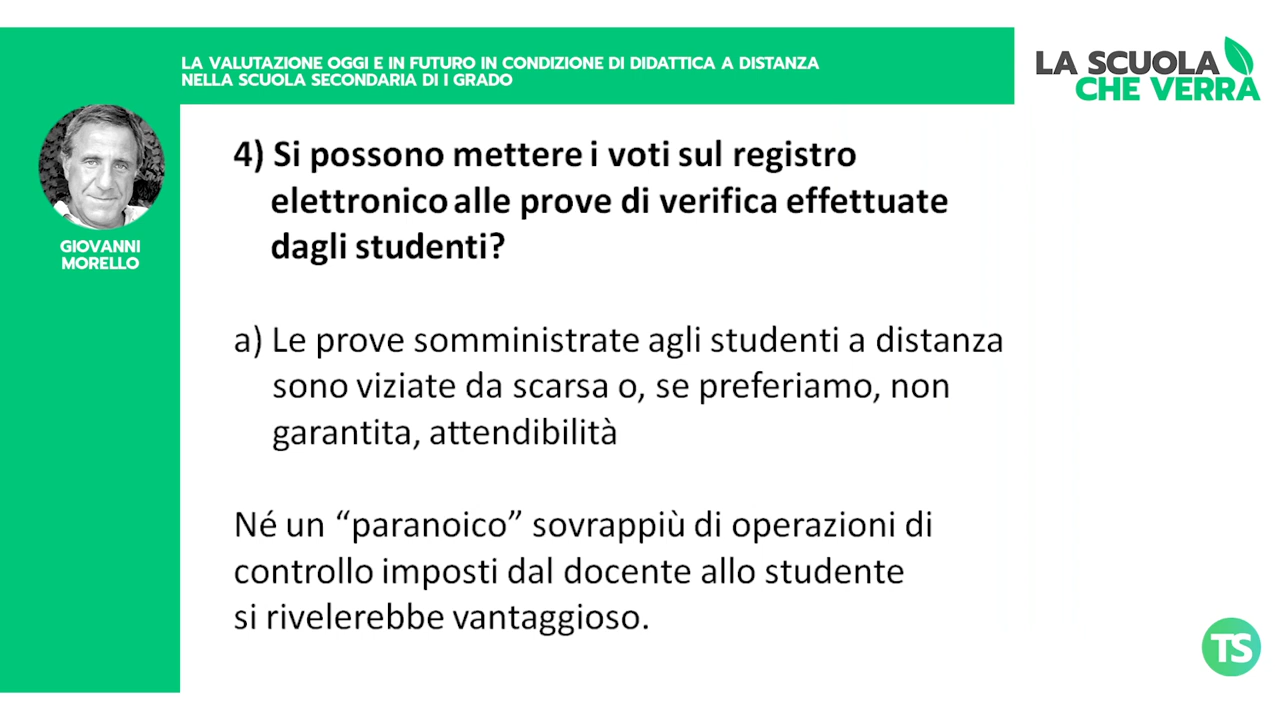 LA VALUTAZIONE OGGI E IN FUTURO IN CONDIZIONE DI DIDATTICA A DISTANZA
NELLA SCUOLA SECONDARIA DI I GRADO
LA SCUOLA
CHE VERRÀ
GIOVANNI
MORELLO
4) Si possono mettere i voti sul registro
elettronico alle prove di verifica effettuate
dagli studenti?
a) Le prove somministrate agli studenti a distanza
sono viziate da scarsa o, se preferiamo, non
garantita, attendibilità
Né un “paranoico” sovrappiù di operazioni di
controllo imposti dal docente allo studente
si rivelerebbe vantaggioso.
TS